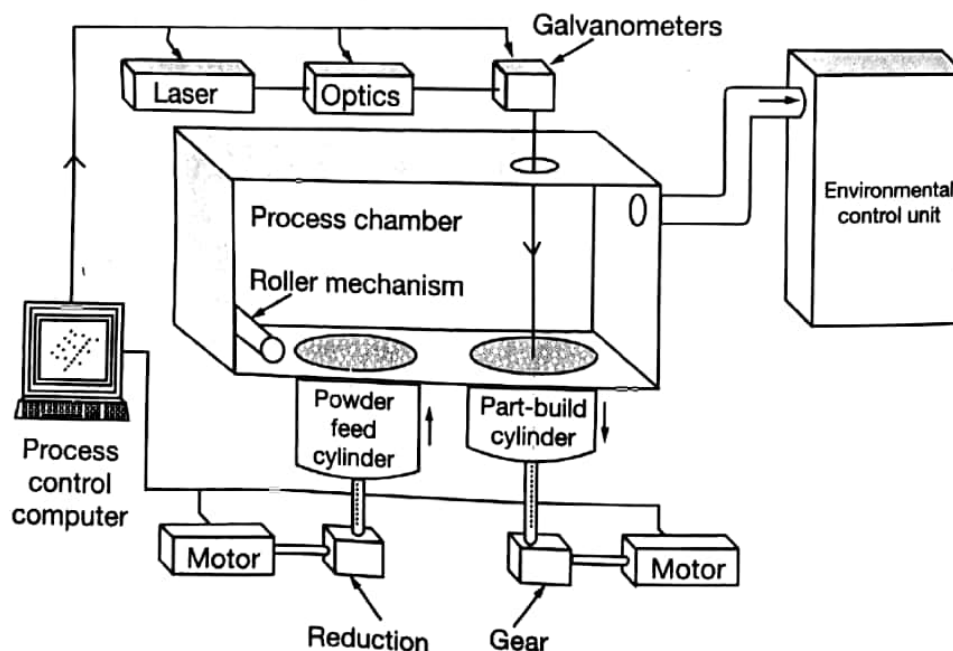 Galvanometers
Laser
Optics
Environmental
control unit
Process chamber
Roller mechanism
Powder
feed
cylinder
Part-build
cylinder
Process
control
computer
Motor
Motor
Reduction
Gear